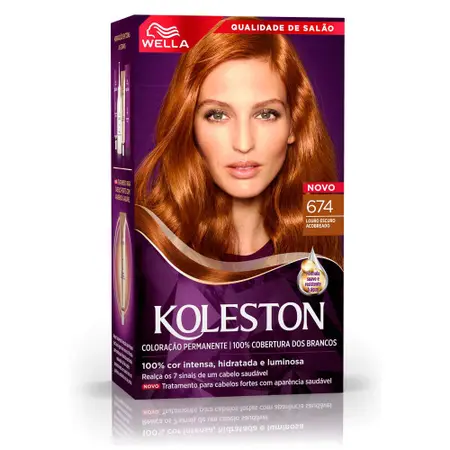 WELLA
QUALIDADE DE SALÃO
NOVO
674
LOURO ESCURO
ACOBREADO
KOLESTON
COLORAÇÃO PERMANENTE | 100% COBERTURA DOS BRANCOS
100% cor intensa, hidratada e luminosa
Realça os 7 sinais de um cabelo saudável
NOVO Tratamento para cabelos fortes com aparência saudável